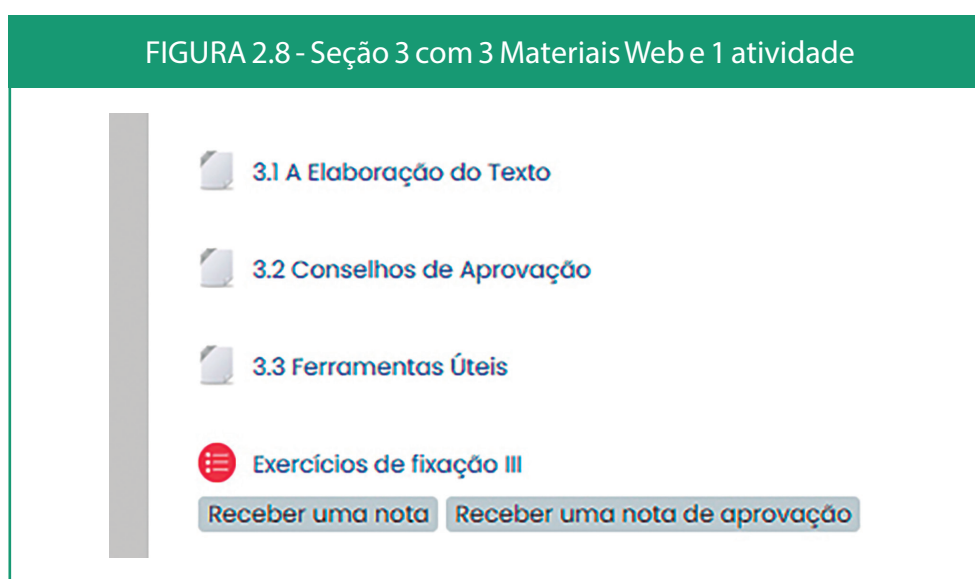 FIGURA 2.8 - Seção 3 com 3 Materiais Web e 1 atividade
3.1 A Elaboração do Texto
3.2 Conselhos de Aprovação
3.3 Ferramentas Úteis
Exercícios de fixação III
Receber uma nota Receber uma nota de aprovação